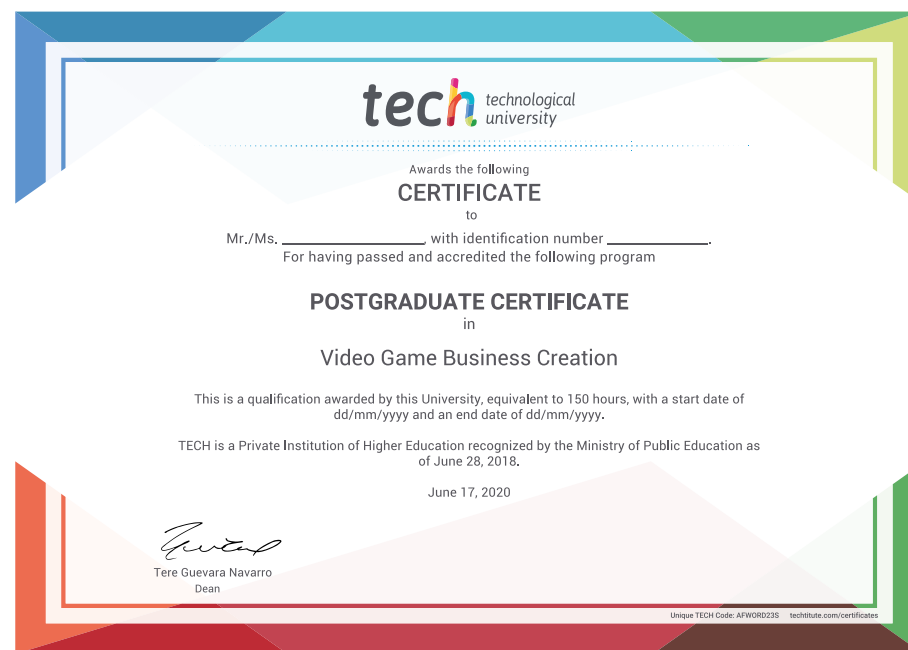 tech technological
university
Awards the following
CERTIFICATE
to
Mr./Ms. ____________________, with identification number ______________.
For having passed and accredited the following program
POSTGRADUATE CERTIFICATE
in
Video Game Business Creation
This is a qualification awarded by this University, equivalent to 150 hours, with a start date of
dd/mm/yyyy and an end date of dd/mm/yyyy.
TECH is a Private Institution of Higher Education recognized by the Ministry of Public Education as
of June 28, 2018.
June 17, 2020
Tere Guevara Navarro
Dean
Unique TECH Code: AFWORD23S techtitute.com/certificates